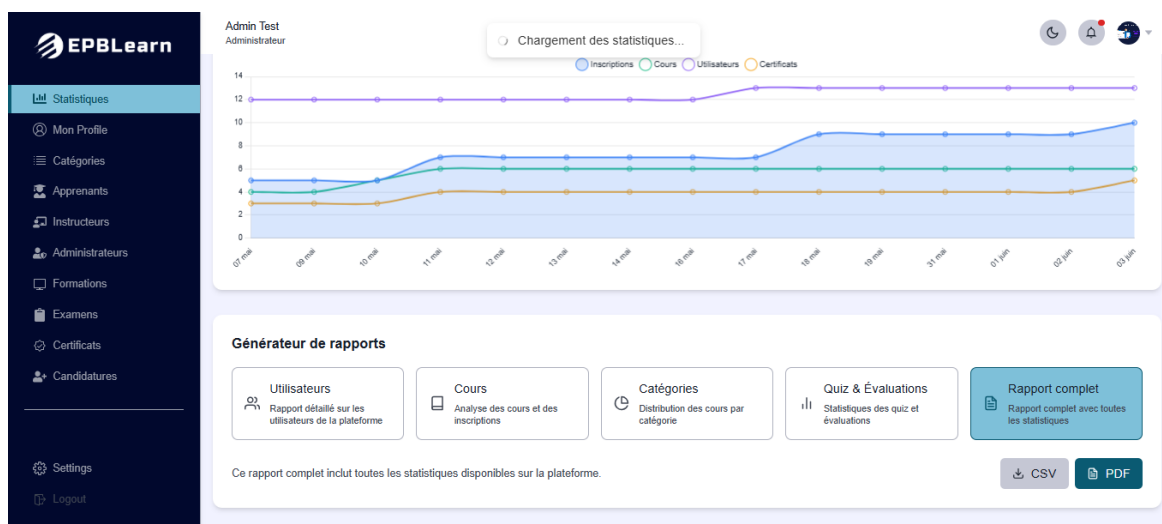 EPBLearn
Statistiques
Mon Profile
Catégories
Apprenants
Instructeurs
Administrateurs
Formations
Examens
Certificats
Candidatures
Settings
Logout
Admin Test
Administrateur
Chargement des statistiques...
Inscriptions Cours Utilisateurs Certificats
14
12
10
8
6
4
2
0
07 mai 09 mai 10 mai 11 mai 12 mai 13 mai 14 mai 16 mai 17 mai 18 mai 19 mai 31 mai 01 juin 02 juin 03 juin
Générateur de rapports
Utilisateurs
Rapport détaillé sur les
utilisateurs de la plateforme
Cours
Analyse des cours et des
inscriptions
Catégories
Distribution des cours par
catégorie
Quiz & Évaluations
Statistiques des quiz et
évaluations
Rapport complet
Rapport complet avec toutes
les statistiques
Ce rapport complet inclut toutes les statistiques disponibles sur la plateforme.
CSV
PDF